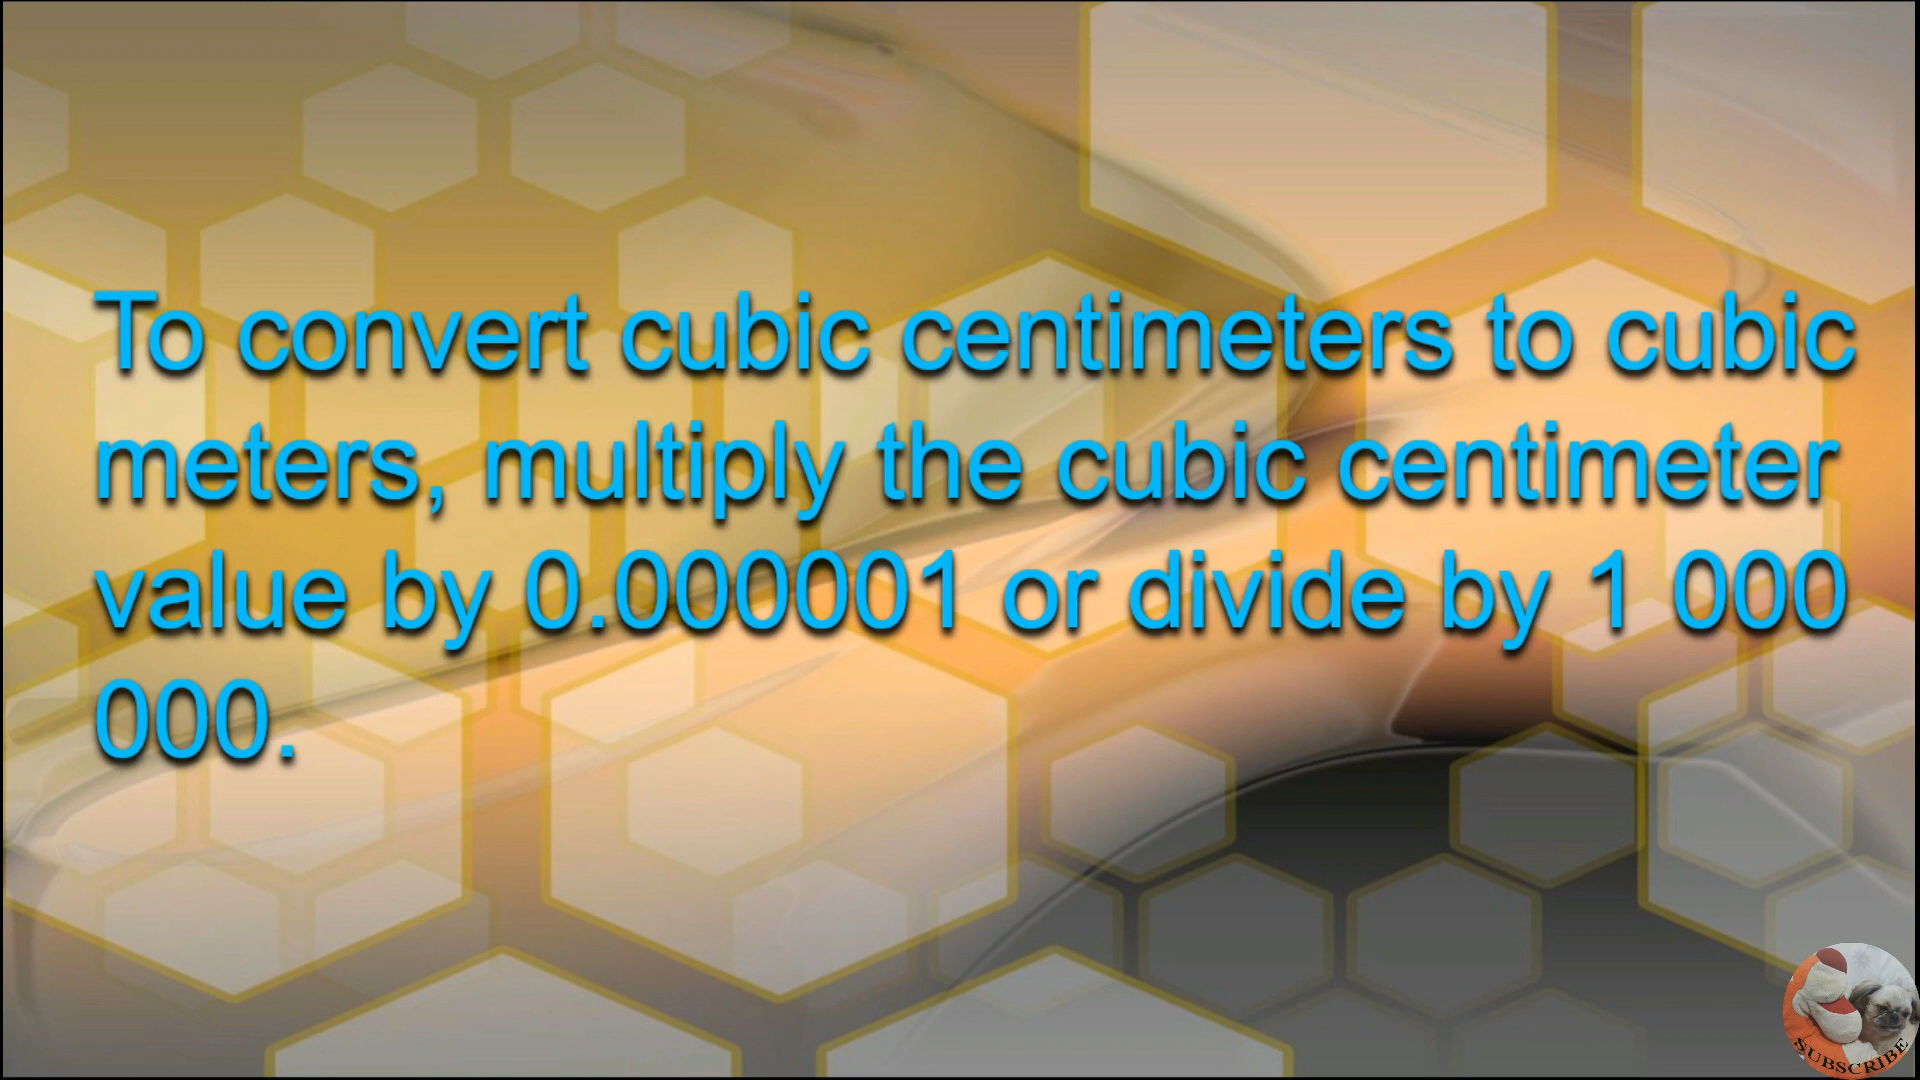 To convert cubic centimeters to cubic
meters, multiply the cubic centimeter
value by 0.000001 or divide by 1 000
000.
SUBSCRIBE